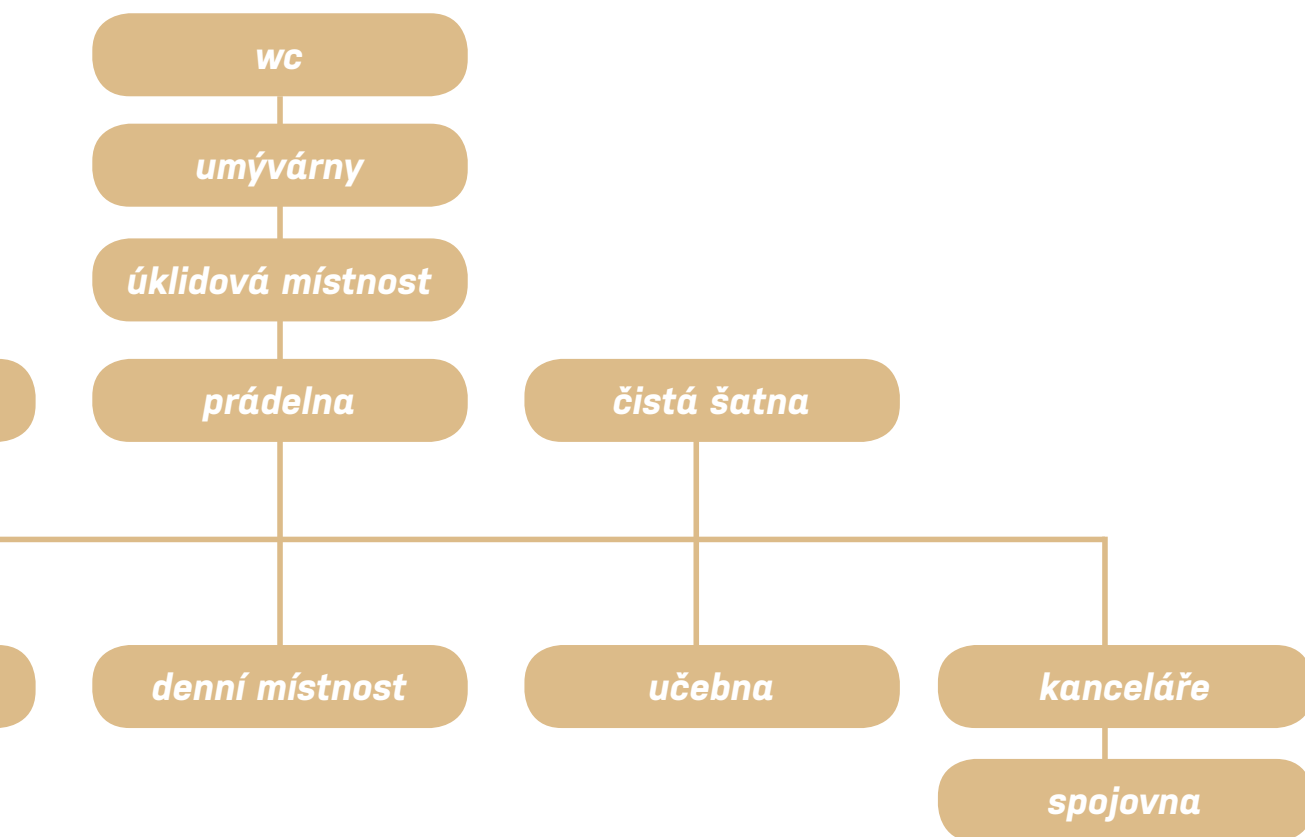 wc
umývárny
úklidová místnost
prádelna
čistá šatna
denní místnost
učebna
kanceláře
spojovna